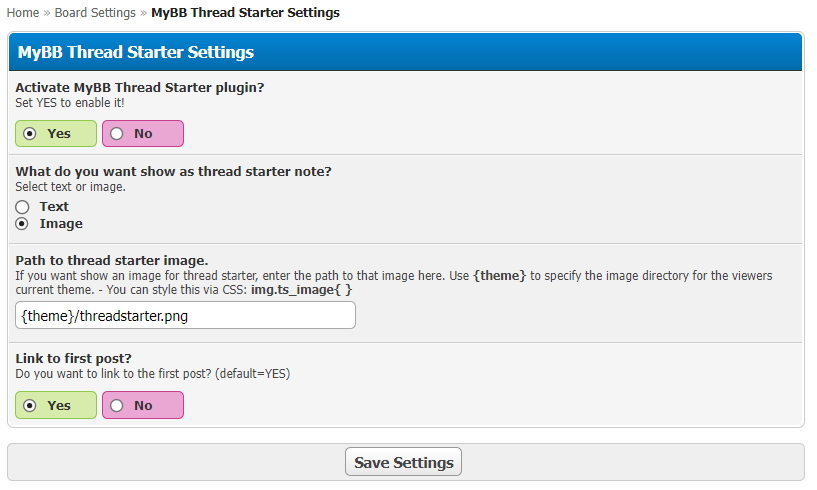 Home » Board Settings » MyBB Thread Starter Settings
MyBB Thread Starter Settings
Activate MyBB Thread Starter plugin?
Set YES to enable it!
Yes No
What do you want show as thread starter note?
Select text or image.
Text
Image
Path to thread starter image.
If you want show an image for thread starter, enter the path to that image here. Use {theme} to specify the image directory for the viewers
current theme. - You can style this via CSS: img.ts_image{ }
{theme}/threadstarter.png
Link to first post?
Do you want to link to the first post? (default=YES)
Yes No
Save Settings